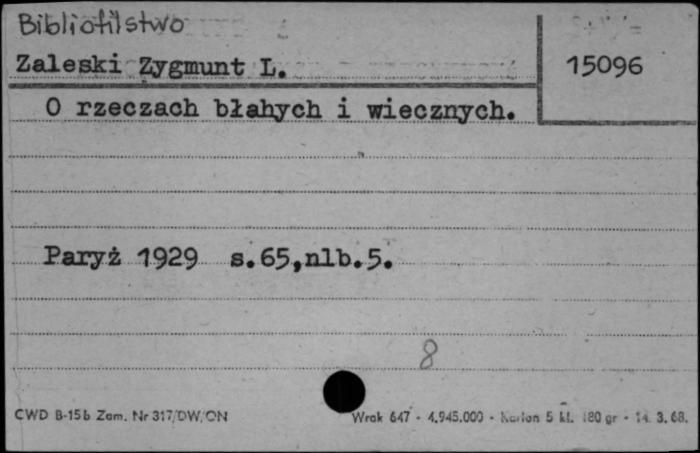 Bibliofilstwo
Zaleski Zygmunt L.
15096
O rzeczach błahych i wiecznych.
Paryż 1929 s.65,nlb.5.
8
CWD B-15b Zam. Nr 317/DW/ON Wrak 647 - 4.945.000 - Karton 5 kl. 180 gr - 14. 3. 68.